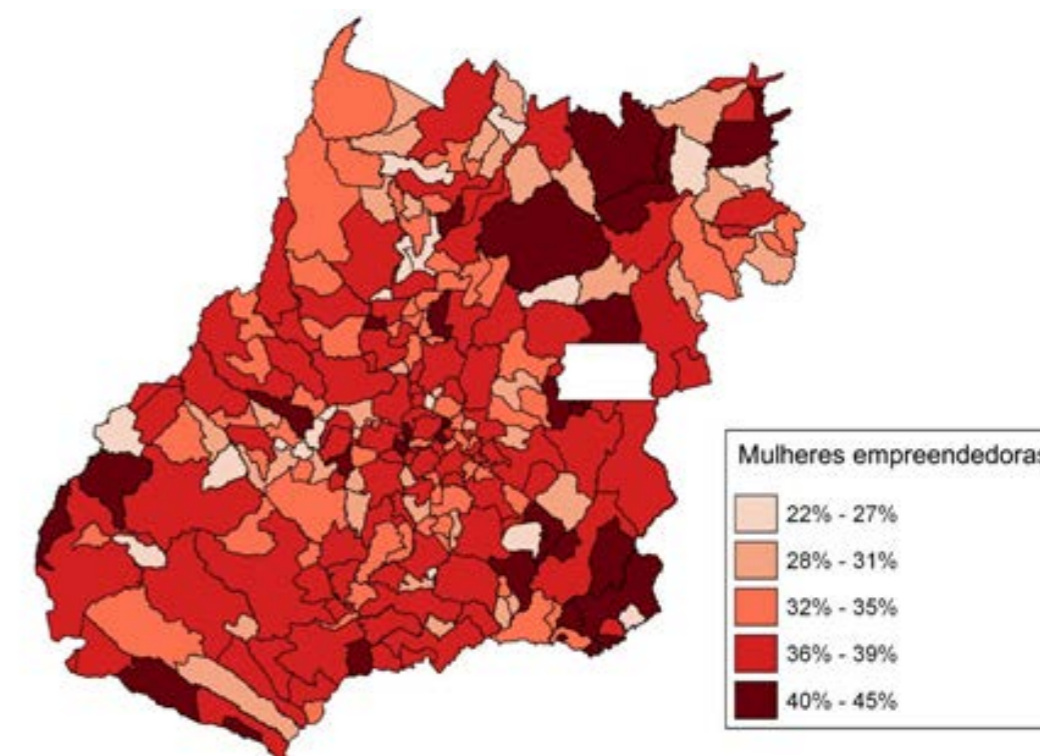 Mulheres empreendedoras
22% - 27%
28% - 31%
32% - 35%
36% - 39%
40% - 45%